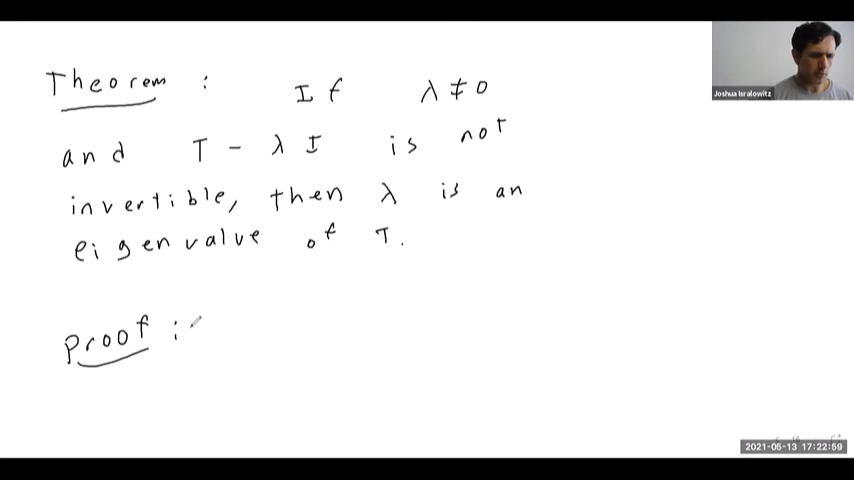 Joshua Isralowitz
Theorem : If λ ≠ 0
and T - λ I is not
invertible, then λ is an
eigenvalue of T.
Proof :
2021-05-13 17:22:59